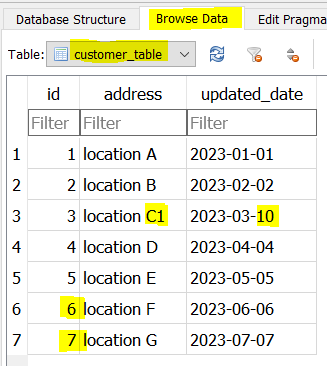 Database Structure Browse Data Edit Pragma
Table: customer_table
id address updated_date
Filter Filter Filter
1 1 location A 2023-01-01
2 2 location B 2023-02-02
3 3 location C1 2023-03-10
4 4 location D 2023-04-04
5 5 location E 2023-05-05
6 6 location F 2023-06-06
7 7 location G 2023-07-07